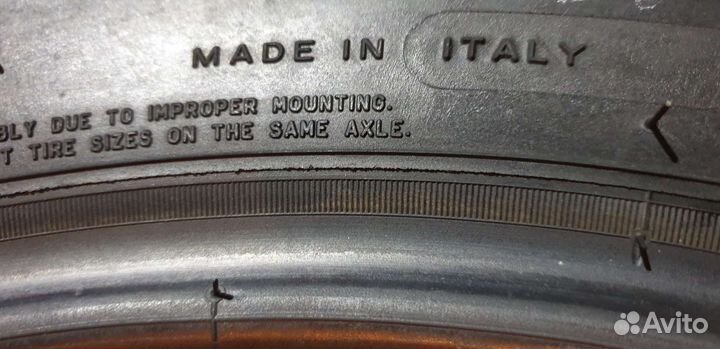 MADE IN ITALY
BLY DUE TO IMPROPER MOUNTING.
T TIRE SIZES ON THE SAME AXLE.
Avito